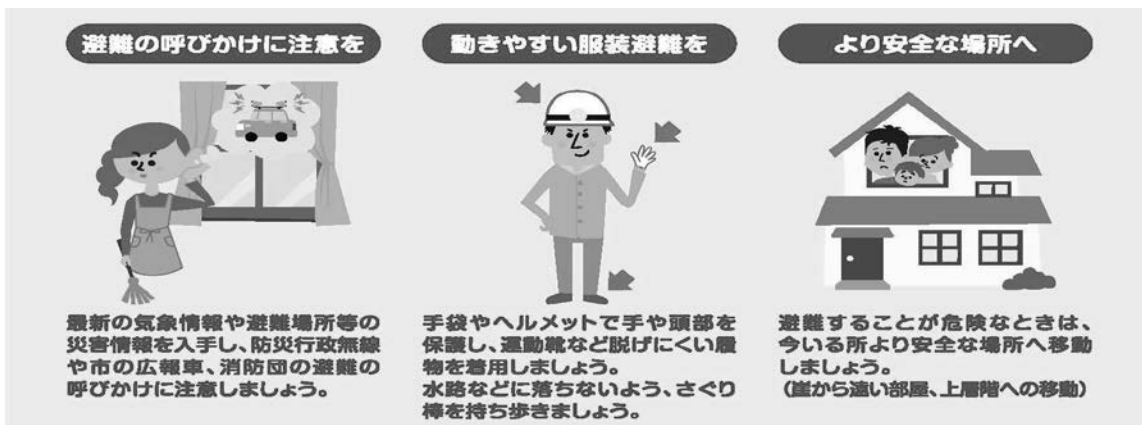 避難の呼びかけに注意を
最新の気象情報や避難場所等の
災害情報を入手し、防災行政無線
や市の広報車、消防団の避難の
呼びかけに注意しましょう。
動きやすい服装避難を
手袋やヘルメットで手や頭部を
保護し、運動靴など脱げにくい履
物を着用しましょう。
水路などに落ちないよう、さぐり
棒を持ち歩きましょう。
より安全な場所へ
避難することが危険なときは、
今いる所より安全な場所へ移動
しましょう。
（崖から遠い部屋、上層階への移動）